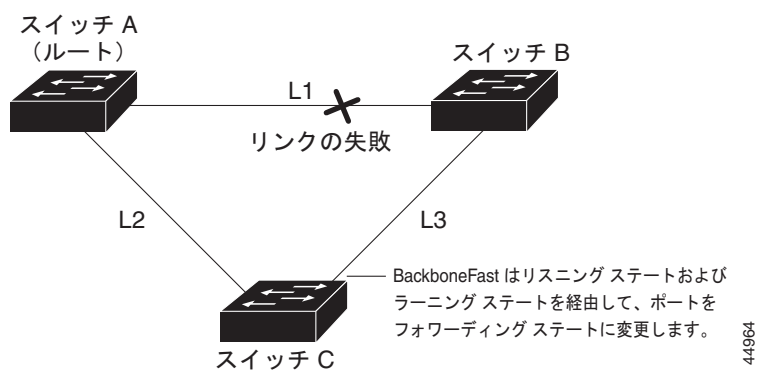 スイッチ A
（ルート）
スイッチ B
L1
リンクの失敗
L2
L3
BackboneFast はリスニング ステートおよび
ラーニング ステートを経由して、ポートを
フォワーディング ステートに変更します。
スイッチ C
44964